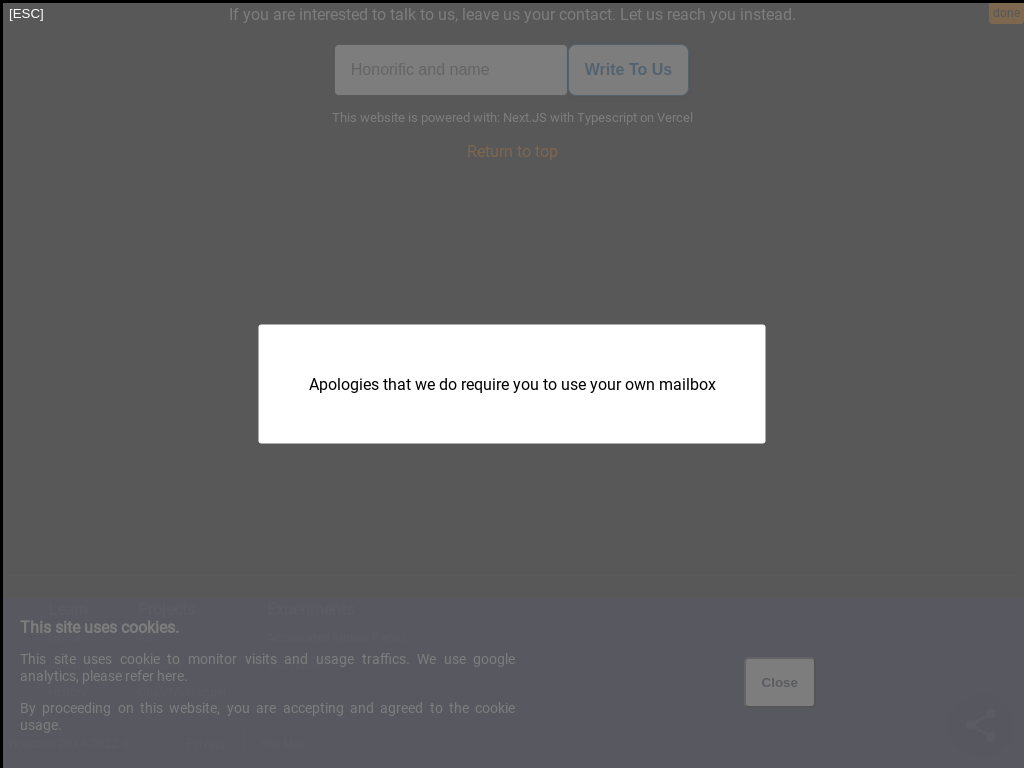 [ESC]
If you are interested to talk to us, leave us your contact. Let us reach you instead.
done
Honorific and name
Write To Us
This website is powered with: Next.JS with Typescript on Vercel
Return to top
Apologies that we do require you to use your own mailbox
This site uses cookies.
This site uses cookie to monitor visits and usage traffics. We use google
analytics, please refer here.
By proceeding on this website, you are accepting and agreed to the cookie
usage.
Close